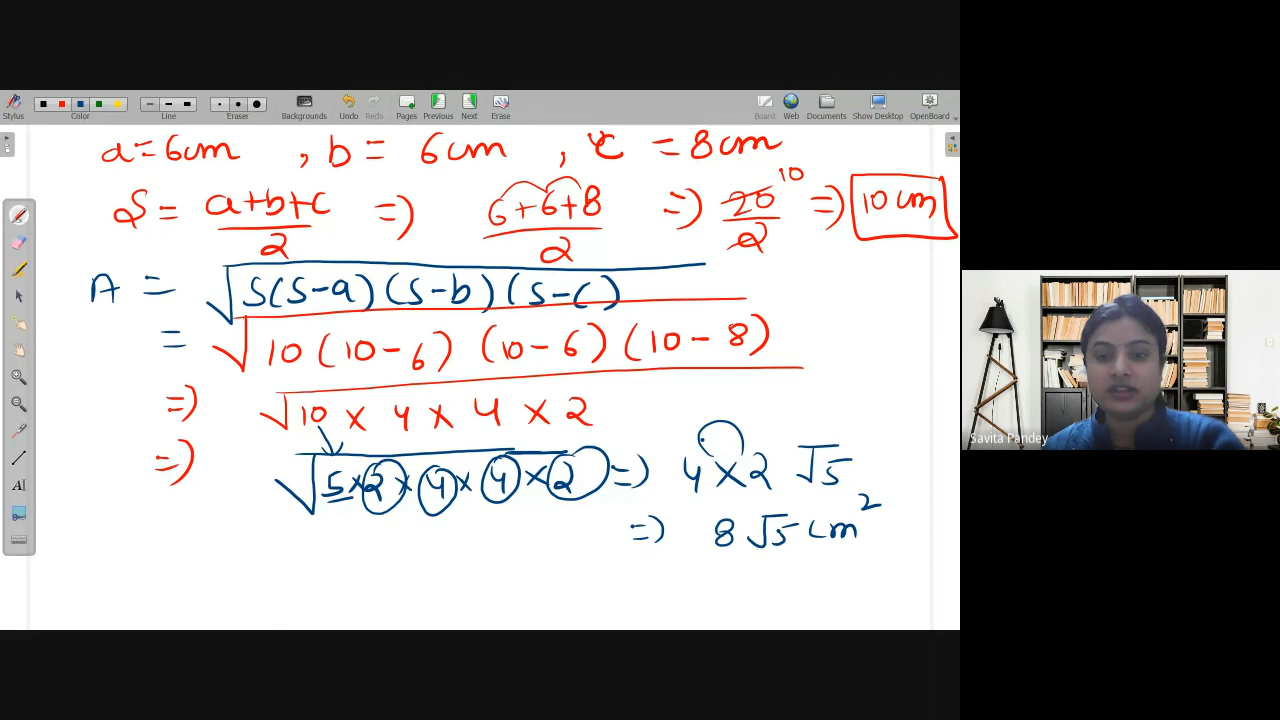 Stylus Color Line Eraser Backgrounds Undo Redo Pages Previous Next Erase Board Web Documents Show Desktop OpenBoard
a=6cm , b = 6cm , c = 8cm
S = a+b+c/2 => 6+6+8/2 => 20/2 10 => 10 cm
A = √S(S-a)(S-b)(S-c)
= √10(10-6)(10-6)(10-8)
=> √10 × 4 × 4 × 2
=> √5×2×4×4×2 => 4×2 √5
=> 8√5 cm²
Savita Pandey